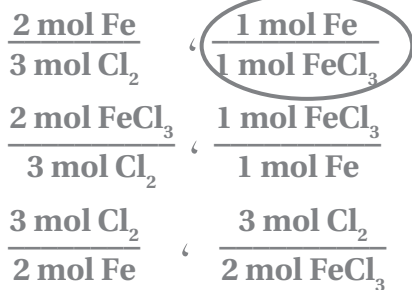 2 mol Fe / 3 mol Cl₂ ، 1 mol Fe / 1 mol FeCl₃
2 mol FeCl₃ / 3 mol Cl₂ ، 1 mol FeCl₃ / 1 mol Fe
3 mol Cl₂ / 2 mol Fe ، 3 mol Cl₂ / 2 mol FeCl₃